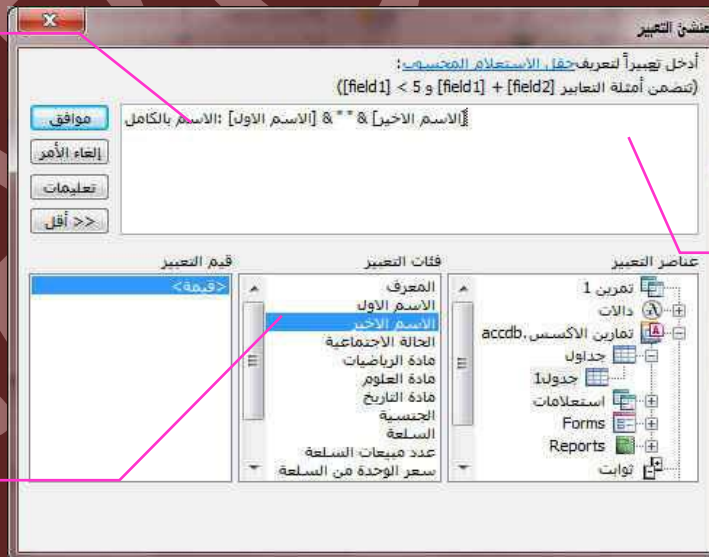 منشئ التعبير
أدخل تعبيراً لتعريف حقل الاستعلام المحسوب:
(تتضمن أمثلة التعابير [field1] + [field2] و [field1] < 5)
الاسم بالكامل: [الاسم الاول] & " " & [الاسم الاخير]
موافق
إلغاء الأمر
تعليمات
<< أقل
عناصر التعبير
تمرين 1
دالات
تمارين الاكسس.accdb
جداول
جدول1
استعلامات
Forms
Reports
ثوابت
فئات التعبير
المعرف
الاسم الاول
الاسم الاخير
الحالة الاجتماعية
مادة الرياضيات
مادة العلوم
مادة التاريخ
الجنسية
السلعة
عدد مبيعات السلعة
سعر الوحدة من السلعة
قيم التعبير
<قيمة>